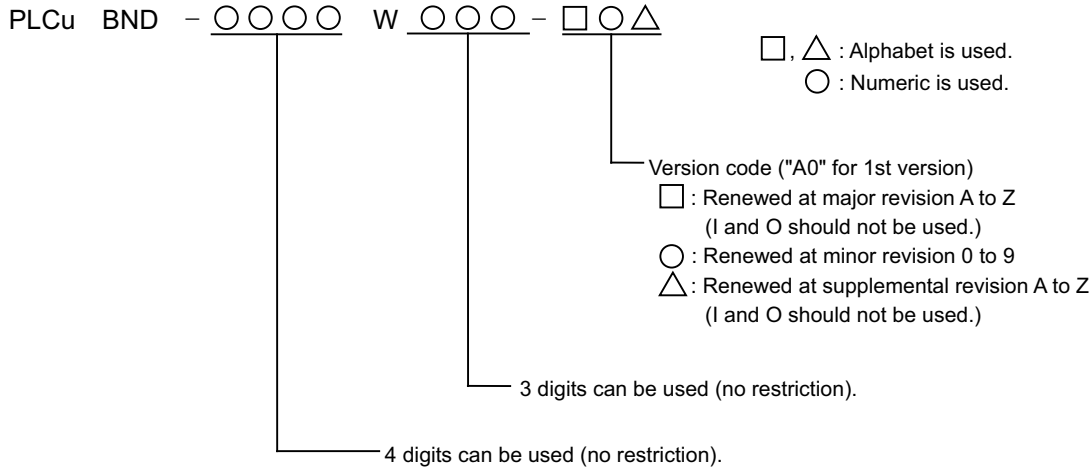 PLCu BND - ○○○○ W ○○○ - □○△
□, △ : Alphabet is used.
○ : Numeric is used.
Version code ("A0" for 1st version)
□ : Renewed at major revision A to Z
(I and O should not be used.)
○ : Renewed at minor revision 0 to 9
△ : Renewed at supplemental revision A to Z
(I and O should not be used.)
3 digits can be used (no restriction).
4 digits can be used (no restriction).